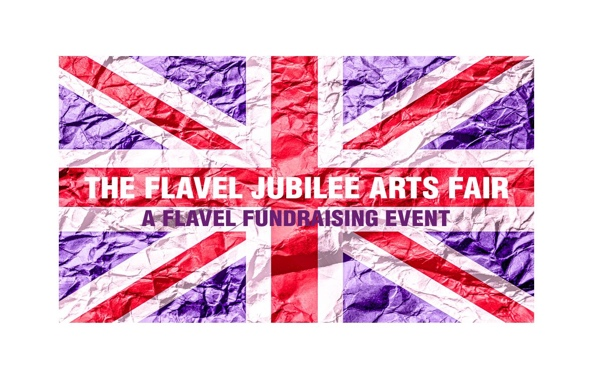 THE FLAVEL JUBILEE ARTS FAIR
A FLAVEL FUNDRAISING EVENT